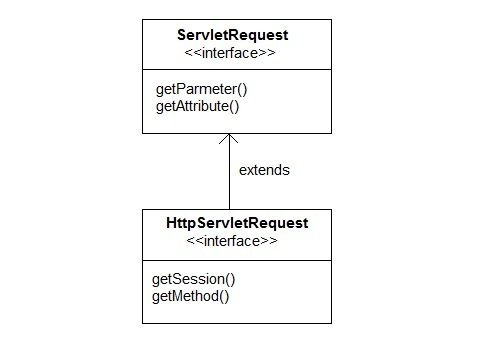 ServletRequest
<<interface>>
getParmeter()
getAttribute()
extends
HttpServletRequest
<<interface>>
getSession()
getMethod()